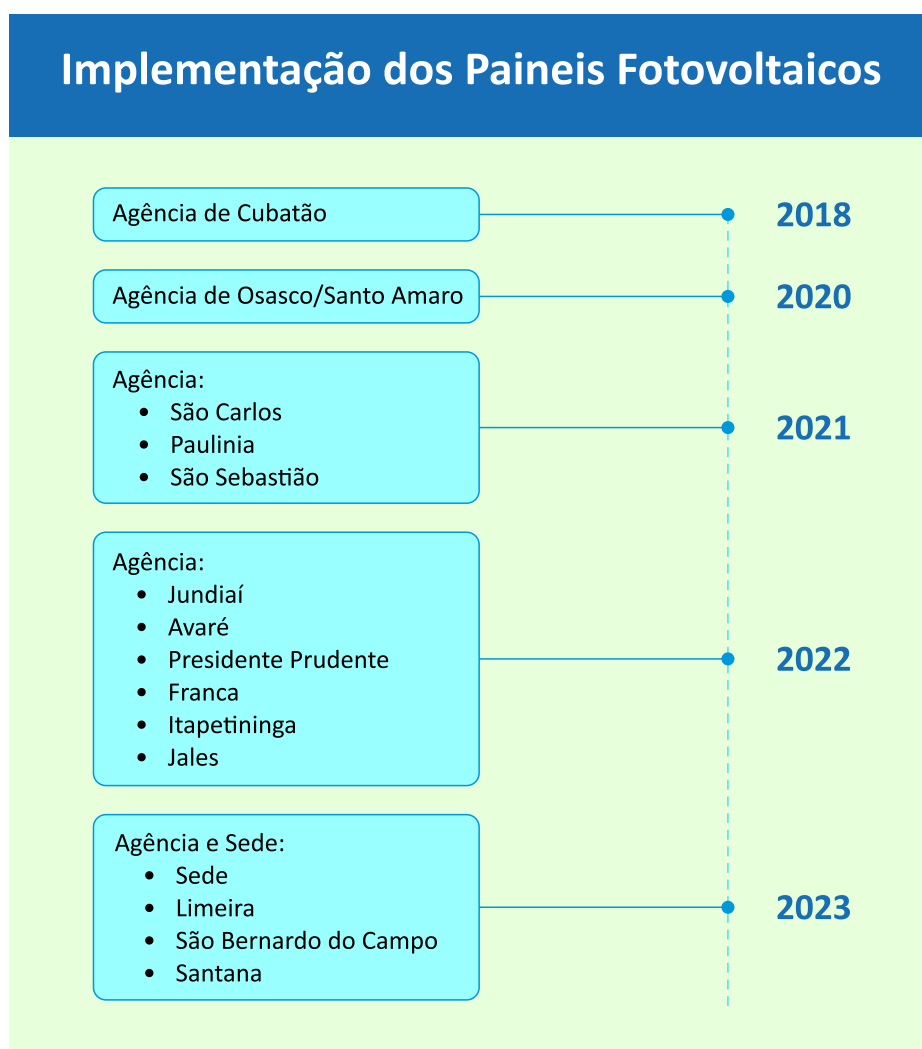 Implementação dos Paineis Fotovoltaicos
Agência de Cubatão
2018
Agência de Osasco/Santo Amaro
2020
Agência:
• São Carlos
• Paulinia
• São Sebastião
2021
Agência:
• Jundiaí
• Avaré
• Presidente Prudente
• Franca
• Itapetininga
• Jales
2022
Agência e Sede:
• Sede
• Limeira
• São Bernardo do Campo
• Santana
2023